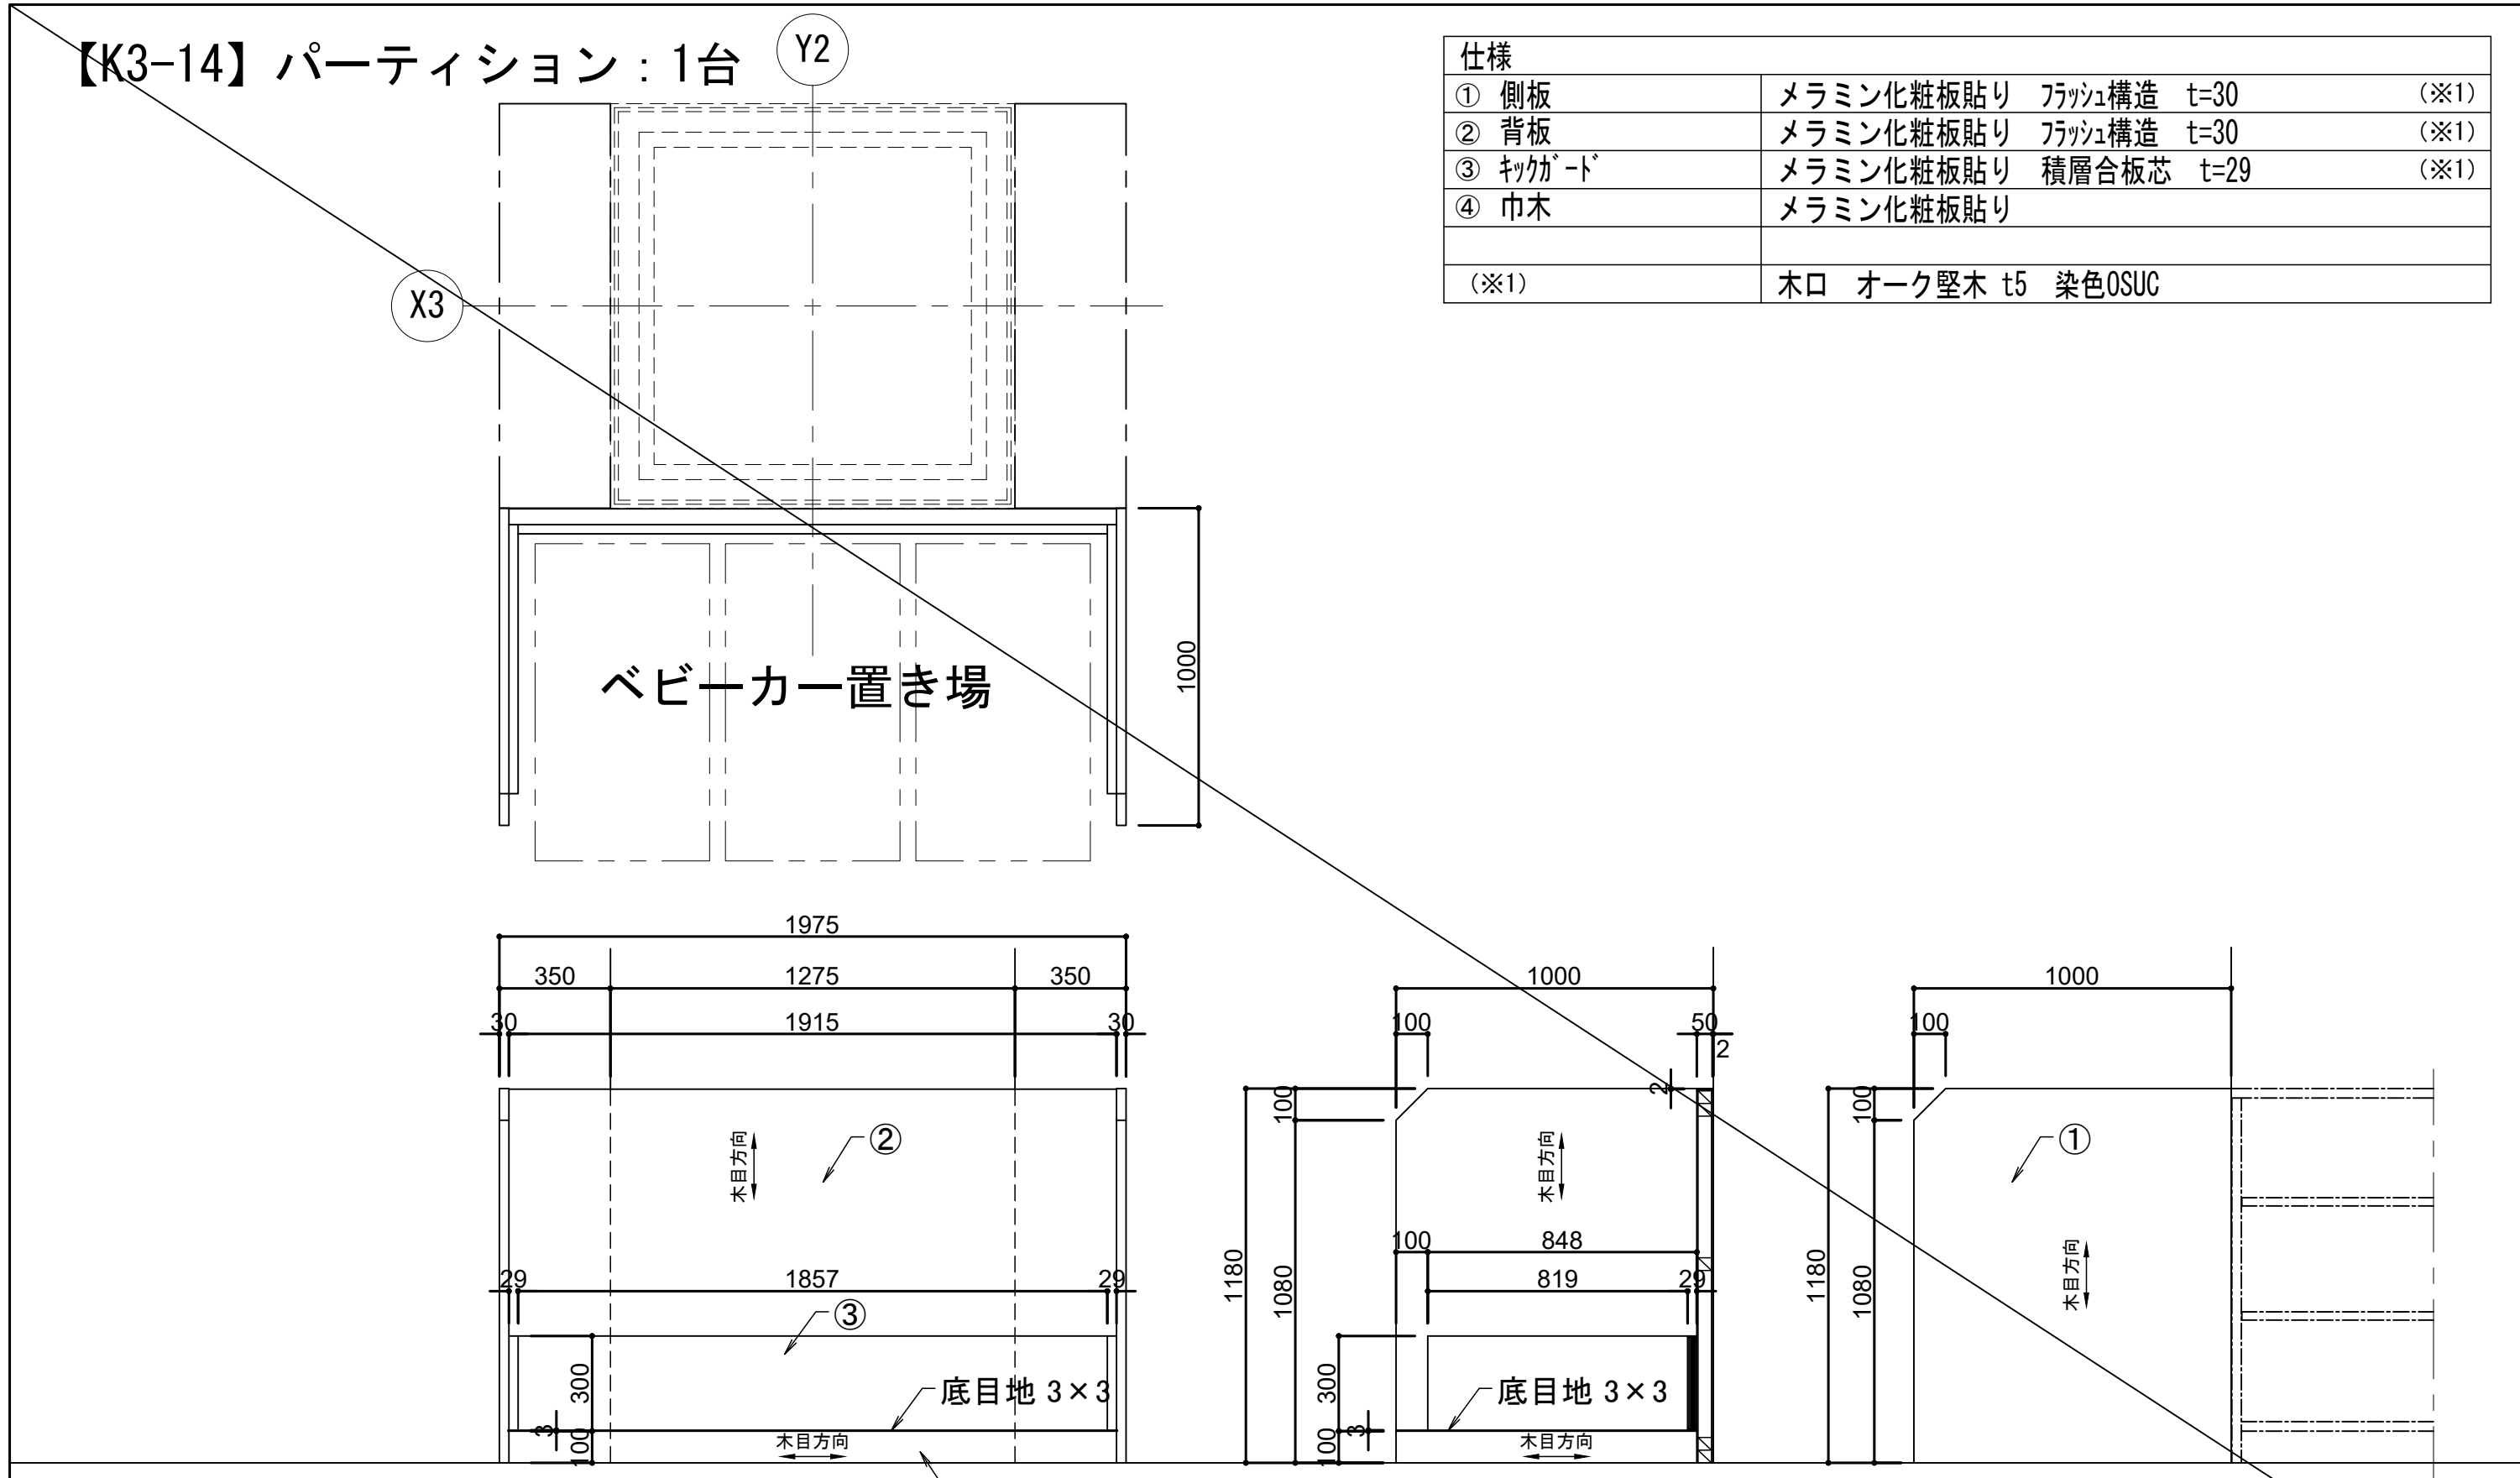 【K3-14】パーティション：1台
Y2
X3
仕様
① 側板 メラミン化粧板貼り ﾌﾗｯｼｭ構造 t=30 (※1)
② 背板 メラミン化粧板貼り ﾌﾗｯｼｭ構造 t=30 (※1)
③ ｷｯｸｶﾞｰﾄﾞ メラミン化粧板貼り 積層合板芯 t=29 (※1)
④ 巾木 メラミン化粧板貼り
(※1) 木口 オーク堅木 t5 染色OSUC
1000
ベビーカー置き場
1975
350 1275 350
30 1915 30
木目方向
②
29 1857 29
③
300
底目地 3×3
3
100
木目方向
1000
100 50
2
2
100
木目方向
1180
1080
100 848
819 29
300
底目地 3×3
3
100
木目方向
1000
100
100
①
木目方向
1180
1080